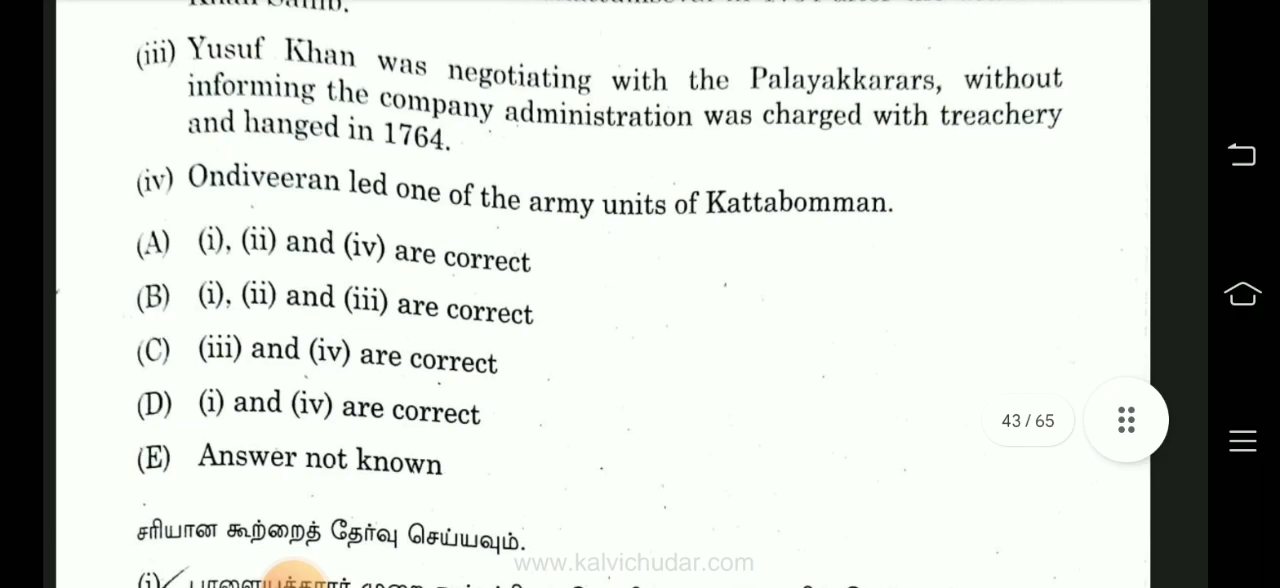 (iii) Yusuf Khan was negotiating with the Palayakkarars, without
informing the company administration was charged with treachery
and hanged in 1764.
(iv) Ondiveeran led one of the army units of Kattabomman.
(A) (i), (ii) and (iv) are correct
(B) (i), (ii) and (iii) are correct
(C) (iii) and (iv) are correct
(D) (i) and (iv) are correct
43 / 65
(E) Answer not known
சரியான கூற்றைத் தேர்வு செய்யவும்.
www.kalvichudar.com
(i)